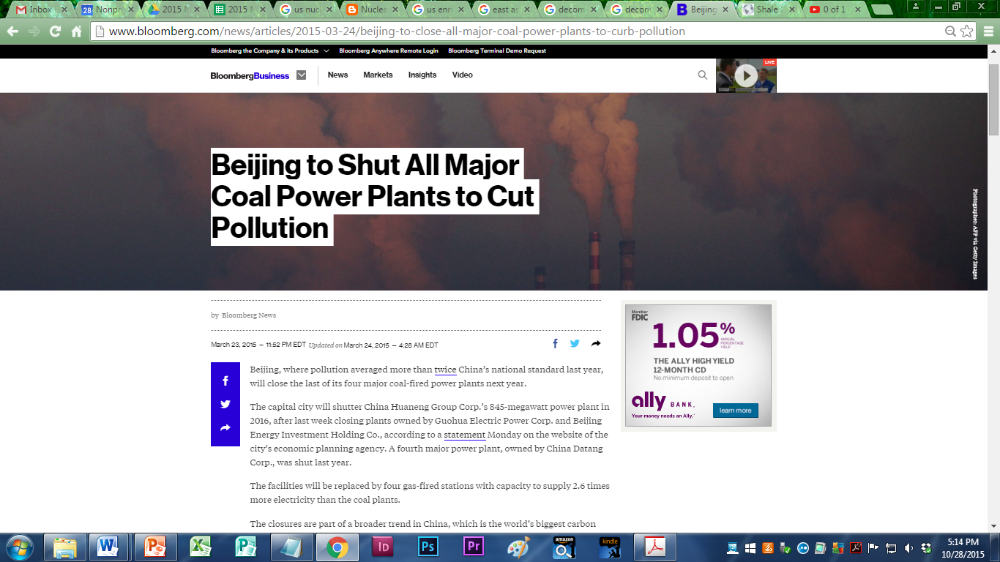 Inbox
28 Nonpr
2015 M
2015 M
us nuc
Nuclea
us enr
east as
decom
decom
Beijing
Shale
0 of 1
www.bloomberg.com/news/articles/2015-03-24/beijing-to-close-all-major-coal-power-plants-to-curb-pollution
Bloomberg the Company & Its Products Bloomberg Anywhere Remote Login Bloomberg Terminal Demo Request
BloombergBusiness News Markets Insights Video
LIVE
Beijing to Shut All Major
Coal Power Plants to Cut
Pollution
Photographer: AFP via Getty Images
by Bloomberg News
March 23, 2015 — 11:52 PM EDT Updated on March 24, 2015 — 4:28 AM EDT
Beijing, where pollution averaged more than twice China's national standard last year,
will close the last of its four major coal-fired power plants next year.
The capital city will shutter China Huaneng Group Corp.'s 845-megawatt power plant in
2016, after last week closing plants owned by Guohua Electric Power Corp. and Beijing
Energy Investment Holding Co., according to a statement Monday on the website of the
city's economic planning agency. A fourth major power plant, owned by China Datang
Corp., was shut last year.
The facilities will be replaced by four gas-fired stations with capacity to supply 2.6 times
more electricity than the coal plants.
The closures are part of a broader trend in China, which is the world's biggest carbon
Member
FDIC
1.05%
ANNUAL
PERCENTAGE
YIELD
THE ALLY HIGH YIELD
12-MONTH CD
No minimum deposit to open
ally BANK.
Your money needs an Ally.
learn more
Id
Ps
Pr
amazon
kindle
5:14 PM
10/28/2015